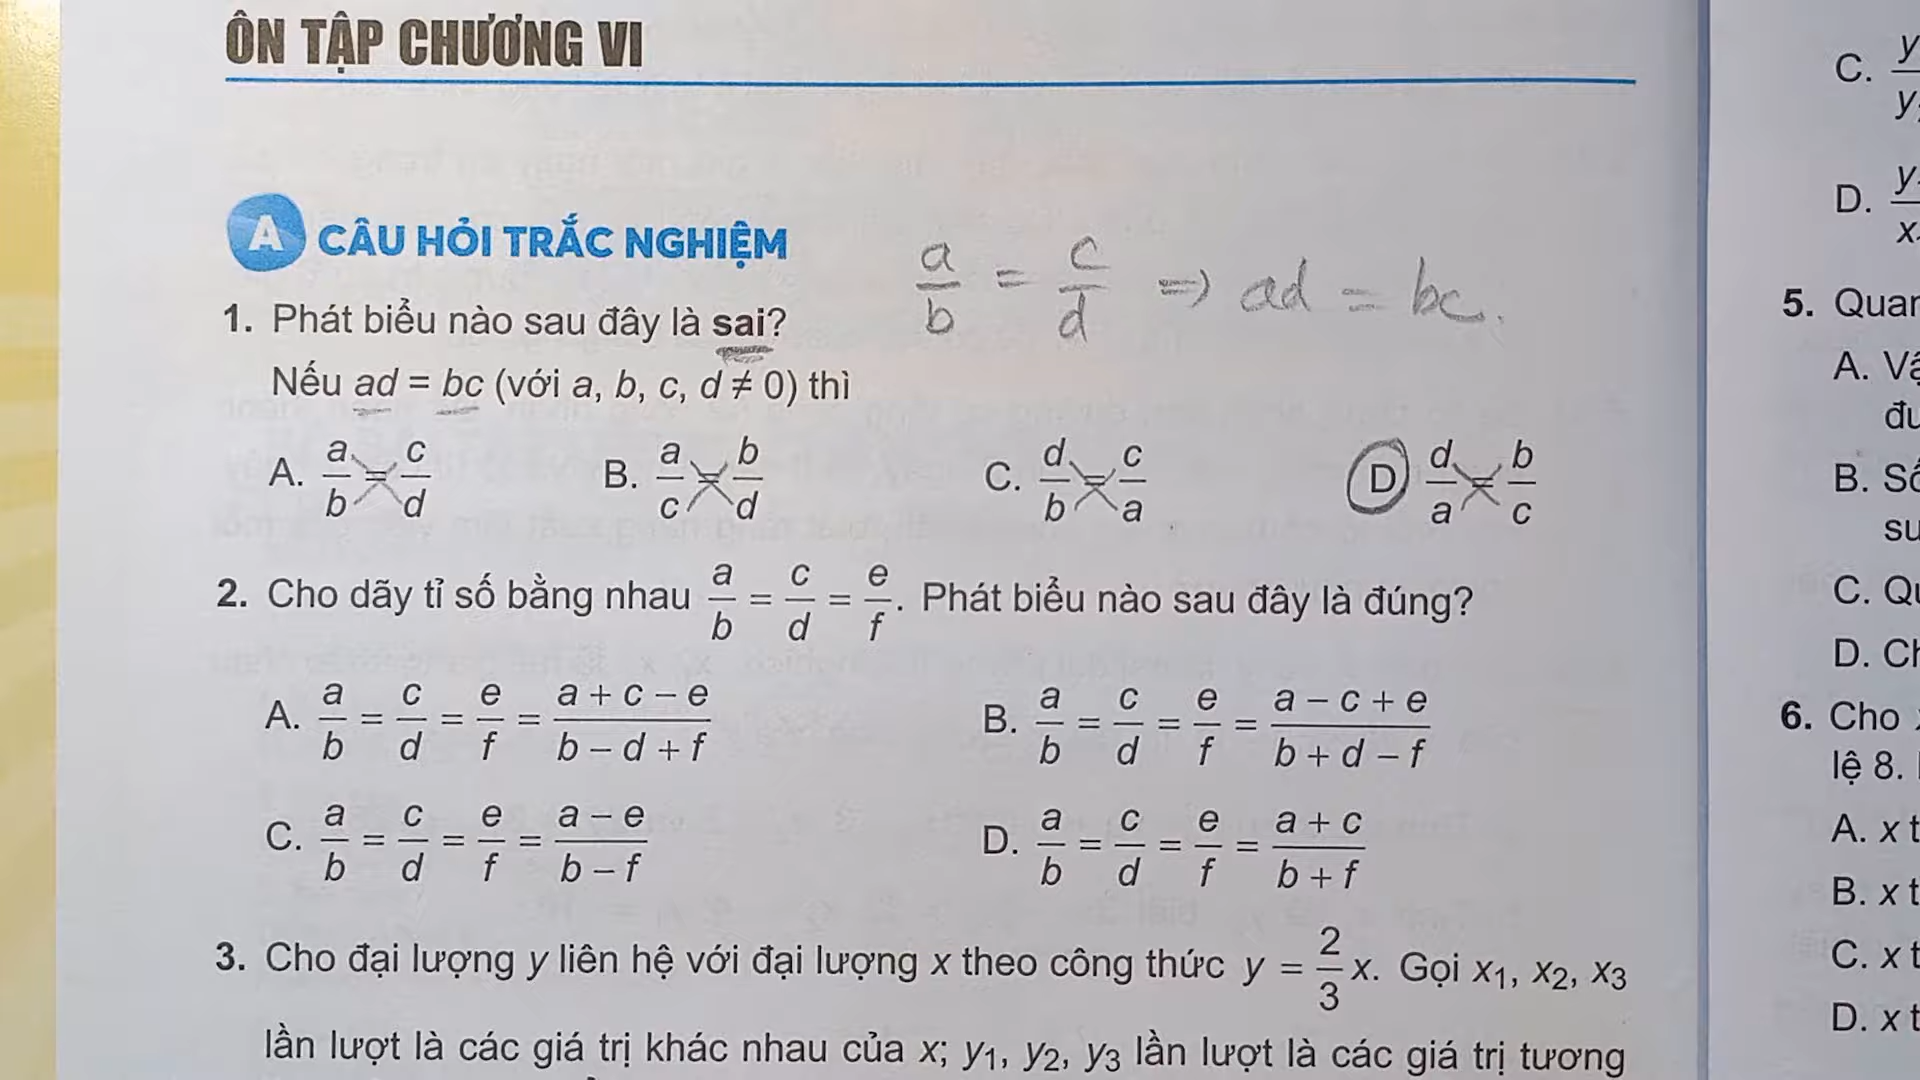 ÔN TẬP CHƯƠNG VI
A CÂU HỎI TRẮC NGHIỆM
a/b = c/d ⇒ ad = bc.
1. Phát biểu nào sau đây là sai?
Nếu ad = bc (với a, b, c, d ≠ 0) thì
A. a/b = c/d B. a/c = b/d C. d/b = c/a D. d/a = b/c
2. Cho dãy tỉ số bằng nhau a/b = c/d = e/f. Phát biểu nào sau đây là đúng?
A. a/b = c/d = e/f = (a + c − e)/(b − d + f) B. a/b = c/d = e/f = (a − c + e)/(b + d − f)
C. a/b = c/d = e/f = (a − e)/(b − f) D. a/b = c/d = e/f = (a + c)/(b + f)
3. Cho đại lượng y liên hệ với đại lượng x theo công thức y = 2/3 x. Gọi x₁, x₂, x₃
lần lượt là các giá trị khác nhau của x; y₁, y₂, y₃ lần lượt là các giá trị tương
C. y/y
D. y/x
5.
A.
B.
C.
D.
6. Cho
lệ 8.
A. x t
B. x t
C. x t
D. x t